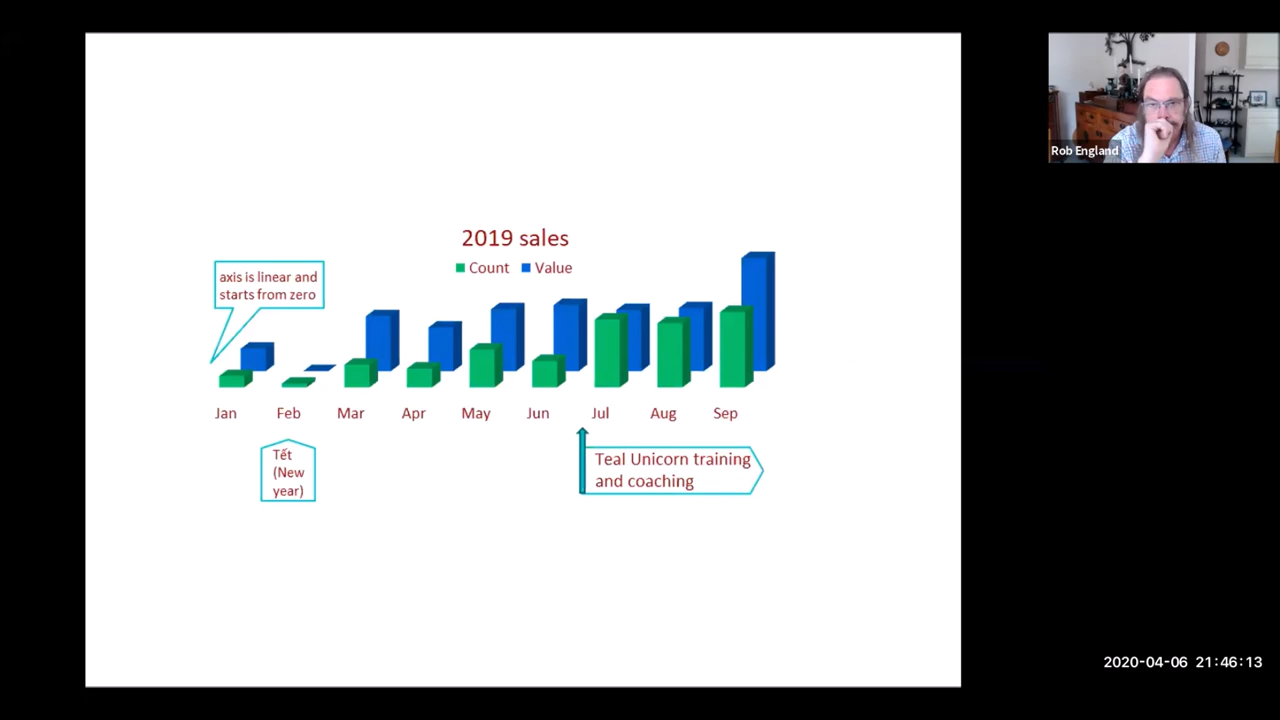 Rob England
2019 sales
Count Value
axis is linear and
starts from zero
Jan Feb Mar Apr May Jun Jul Aug Sep
Tết
(New
year)
Teal Unicorn training
and coaching
2020-04-06 21:46:13